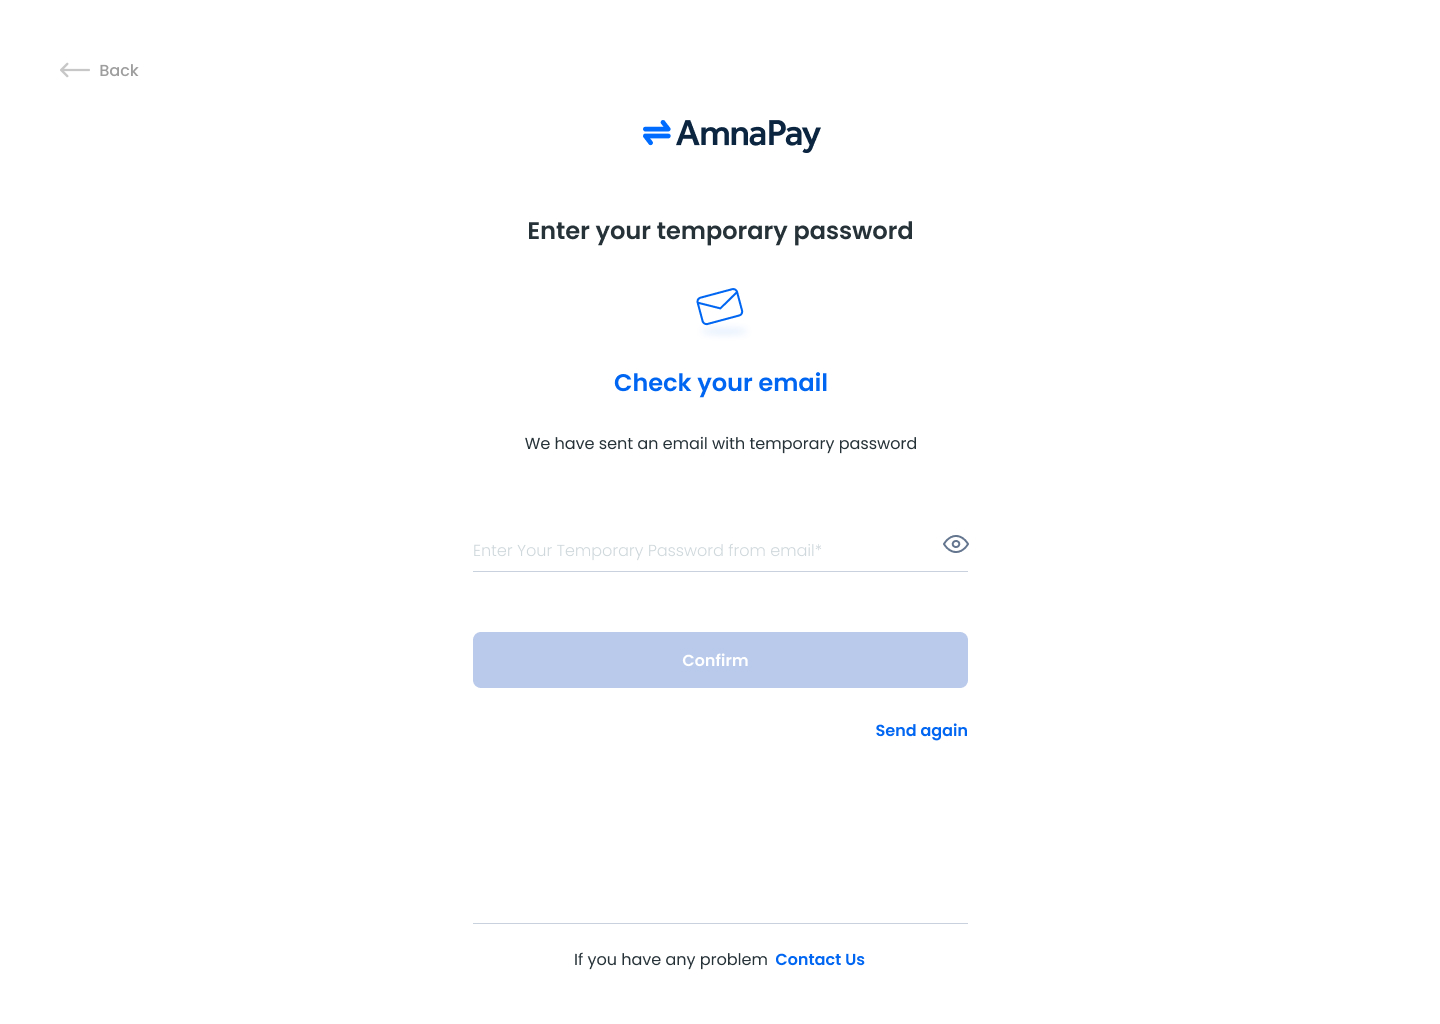 Back
AmnaPay
Enter your temporary password
Check your email
We have sent an email with temporary password
Enter Your Temporary Password from email*
Confirm
Send again
If you have any problem Contact Us